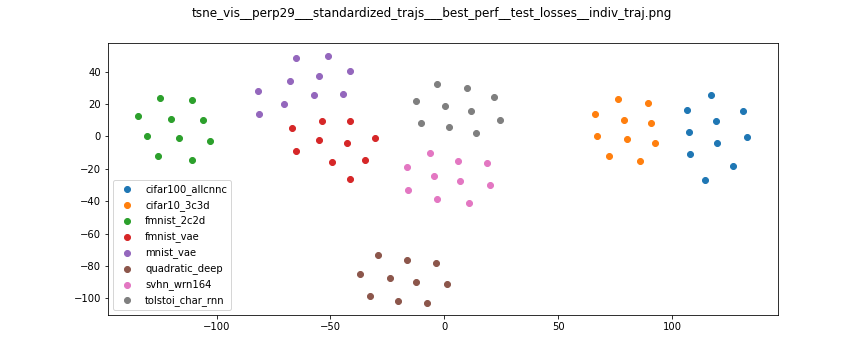 tsne_vis__perp29___standardized_trajs___best_perf__test_losses__indiv_traj.png
40
20
0
−20
−40
−60
−80
−100
cifar100_allcnnc
cifar10_3c3d
fmnist_2c2d
fmnist_vae
mnist_vae
quadratic_deep
svhn_wrn164
tolstoi_char_rnn
−100
−50
0
50
100